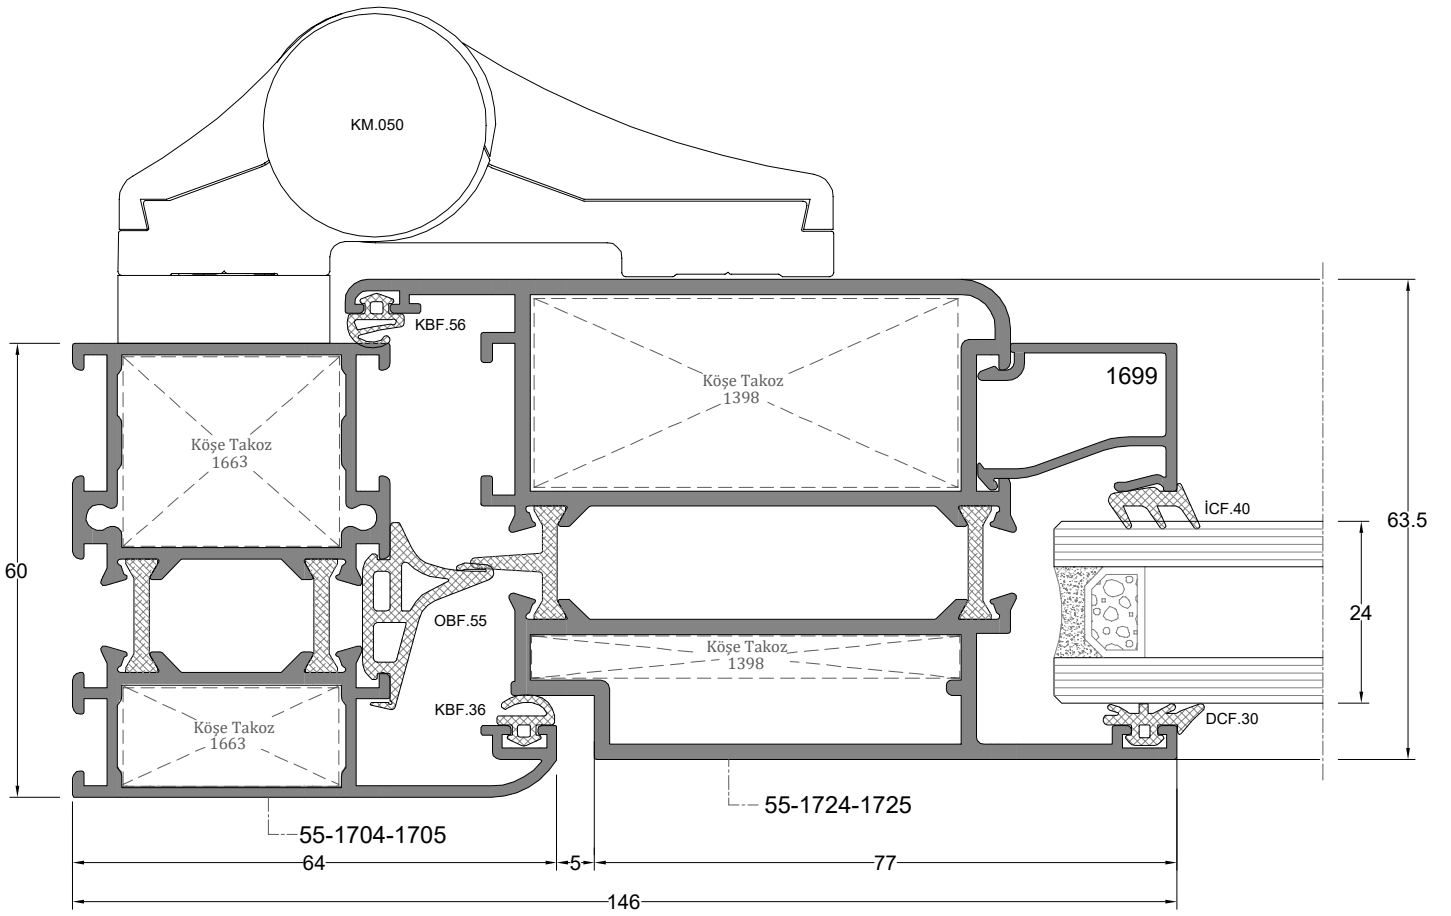 KM.050
KBF.56
Köşe Takoz
1398
1699
Köşe Takoz
1663
İCF.40
63.5
60
24
OBF.55
Köşe Takoz
1398
KBF.36
DCF.30
Köşe Takoz
1663
55-1724-1725
55-1704-1705
64
5
77
146